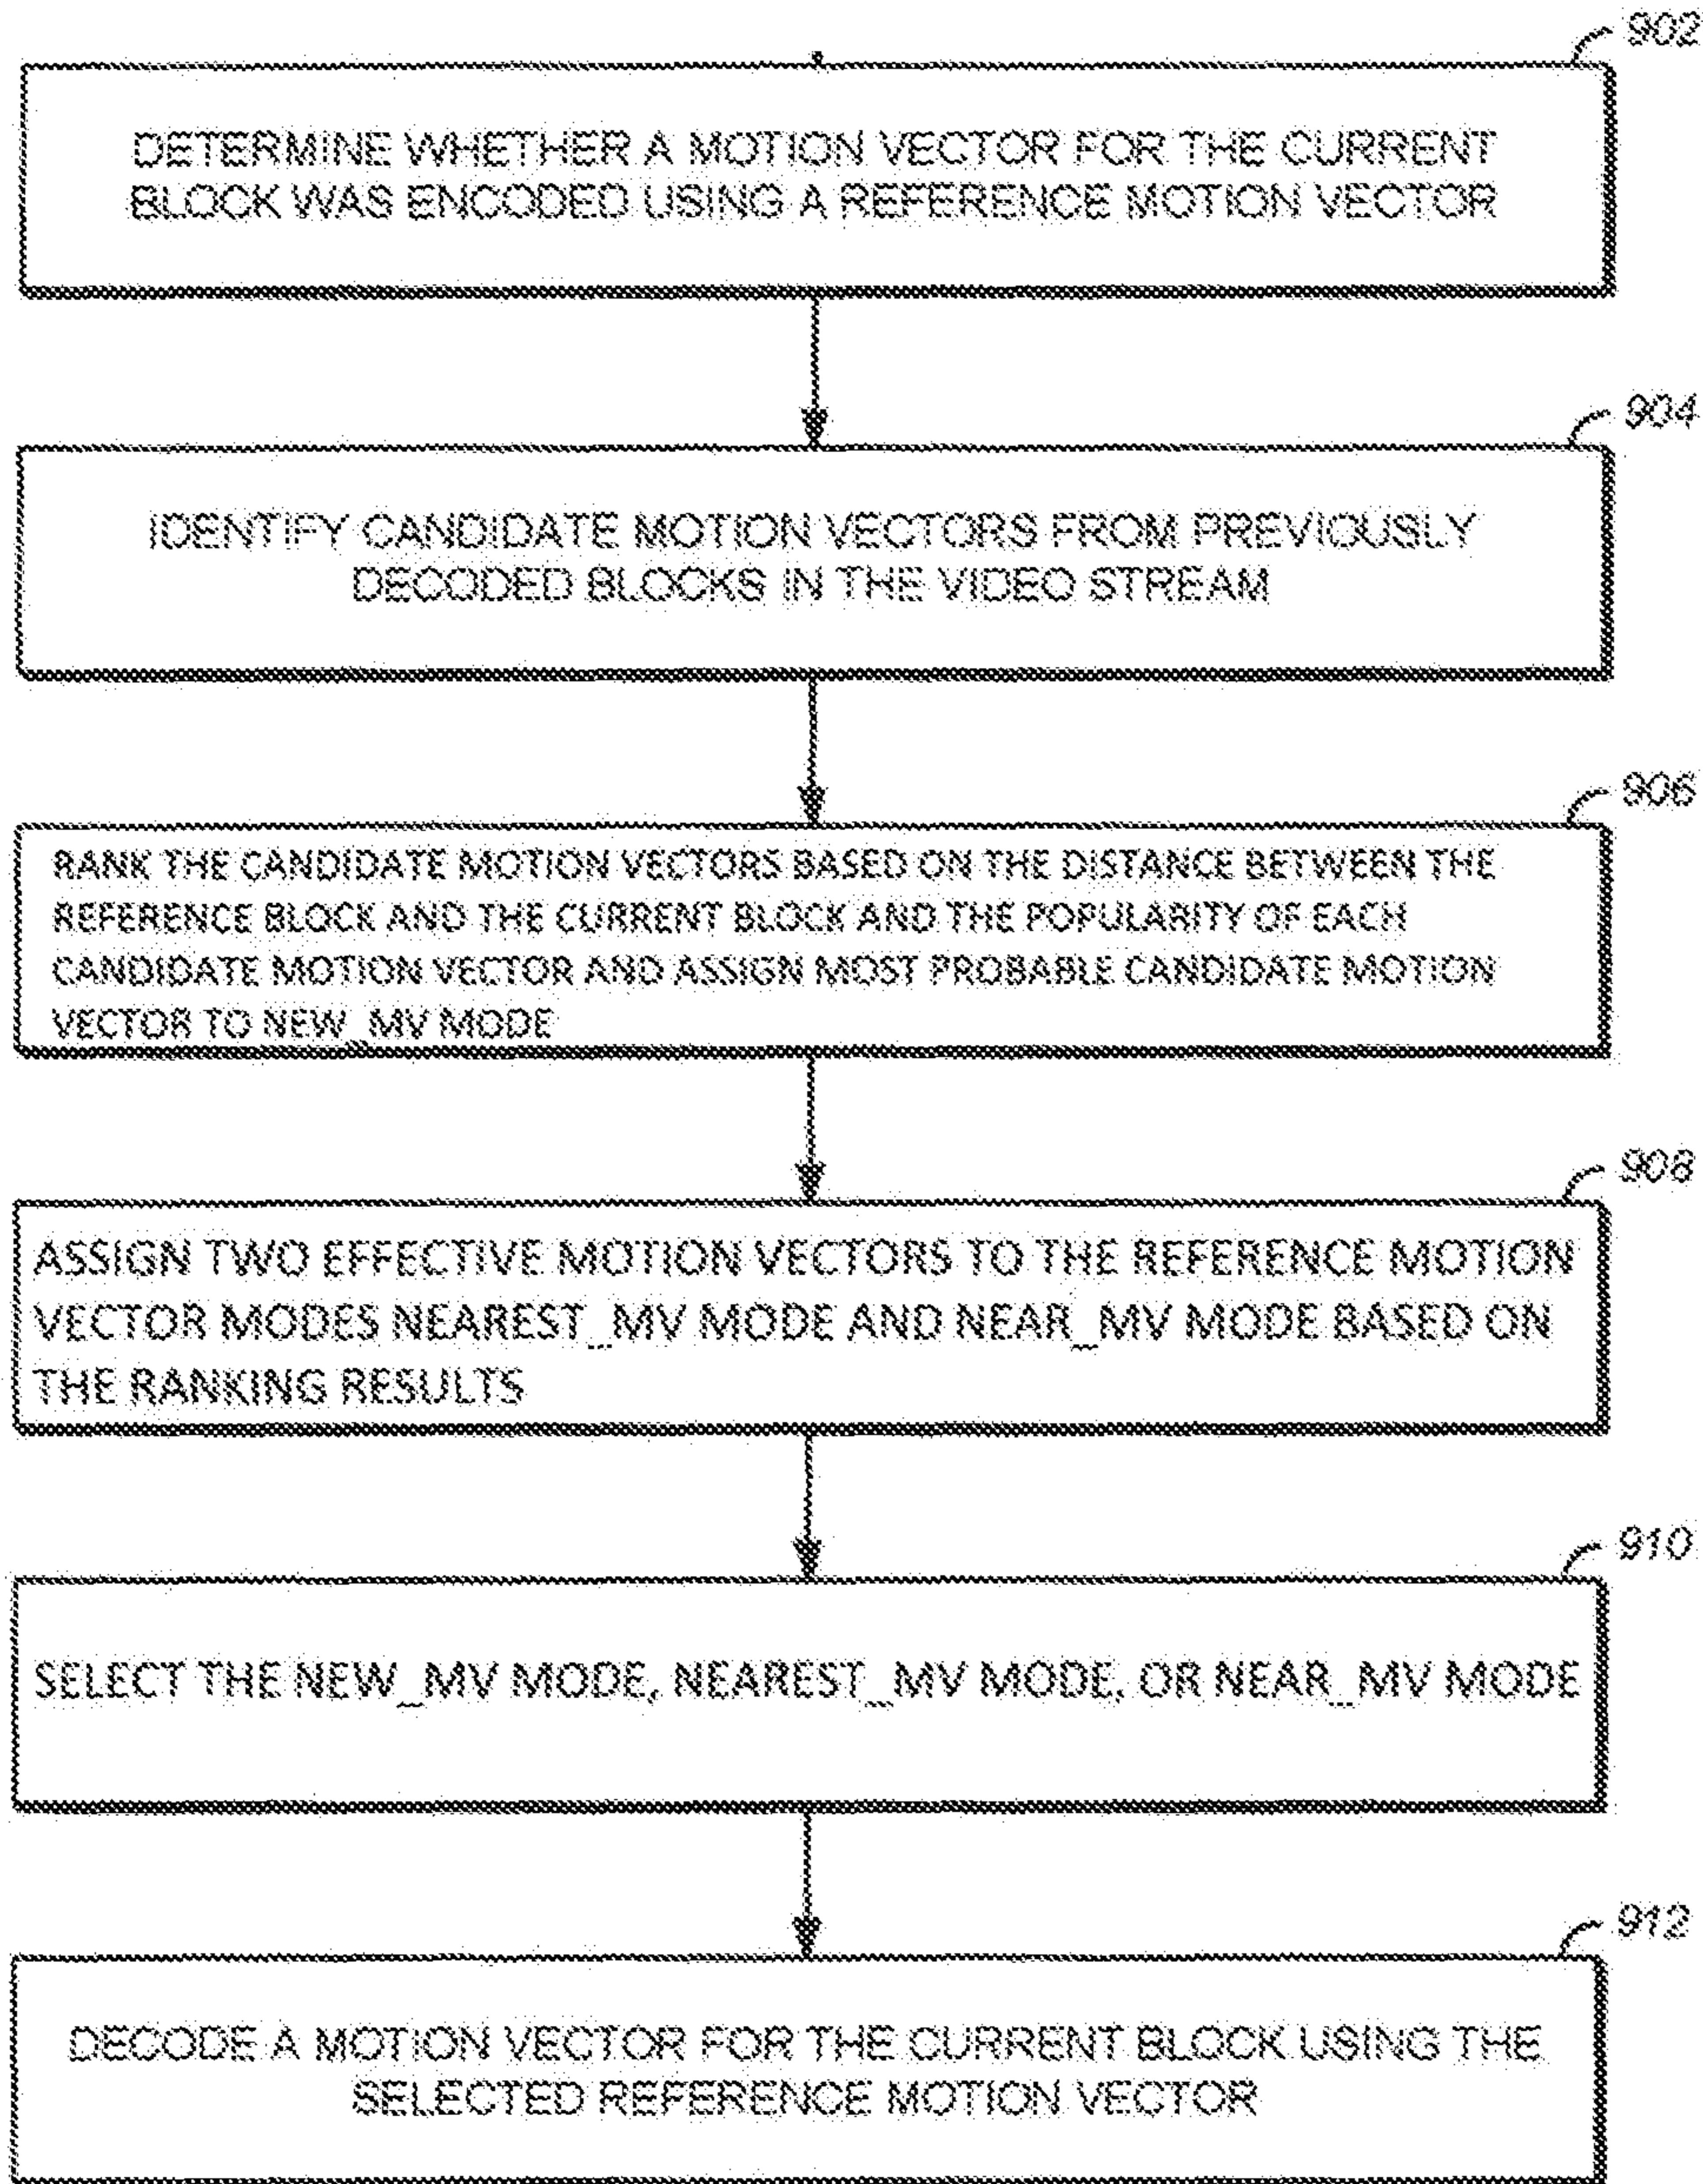 902
DETERMINE WHETHER A MOTION VECTOR FOR THE CURRENT
BLOCK WAS ENCODED USING A REFERENCE MOTION VECTOR
904
IDENTIFY CANDIDATE MOTION VECTORS FROM PREVIOUSLY
DECODED BLOCKS IN THE VIDEO STREAM
906
RANK THE CANDIDATE MOTION VECTORS BASED ON THE DISTANCE BETWEEN THE
REFERENCE BLOCK AND THE CURRENT BLOCK AND THE POPULARITY OF EACH
CANDIDATE MOTION VECTOR AND ASSIGN MOST PROBABLE CANDIDATE MOTION
VECTOR TO NEW_MV MODE
908
ASSIGN TWO EFFECTIVE MOTION VECTORS TO THE REFERENCE MOTION
VECTOR MODES NEAREST_MV MODE AND NEAR_MV MODE BASED ON
THE RANKING RESULTS
910
SELECT THE NEW_MV MODE, NEAREST_MV MODE, OR NEAR_MV MODE
912
DECODE A MOTION VECTOR FOR THE CURRENT BLOCK USING THE
SELECTED REFERENCE MOTION VECTOR